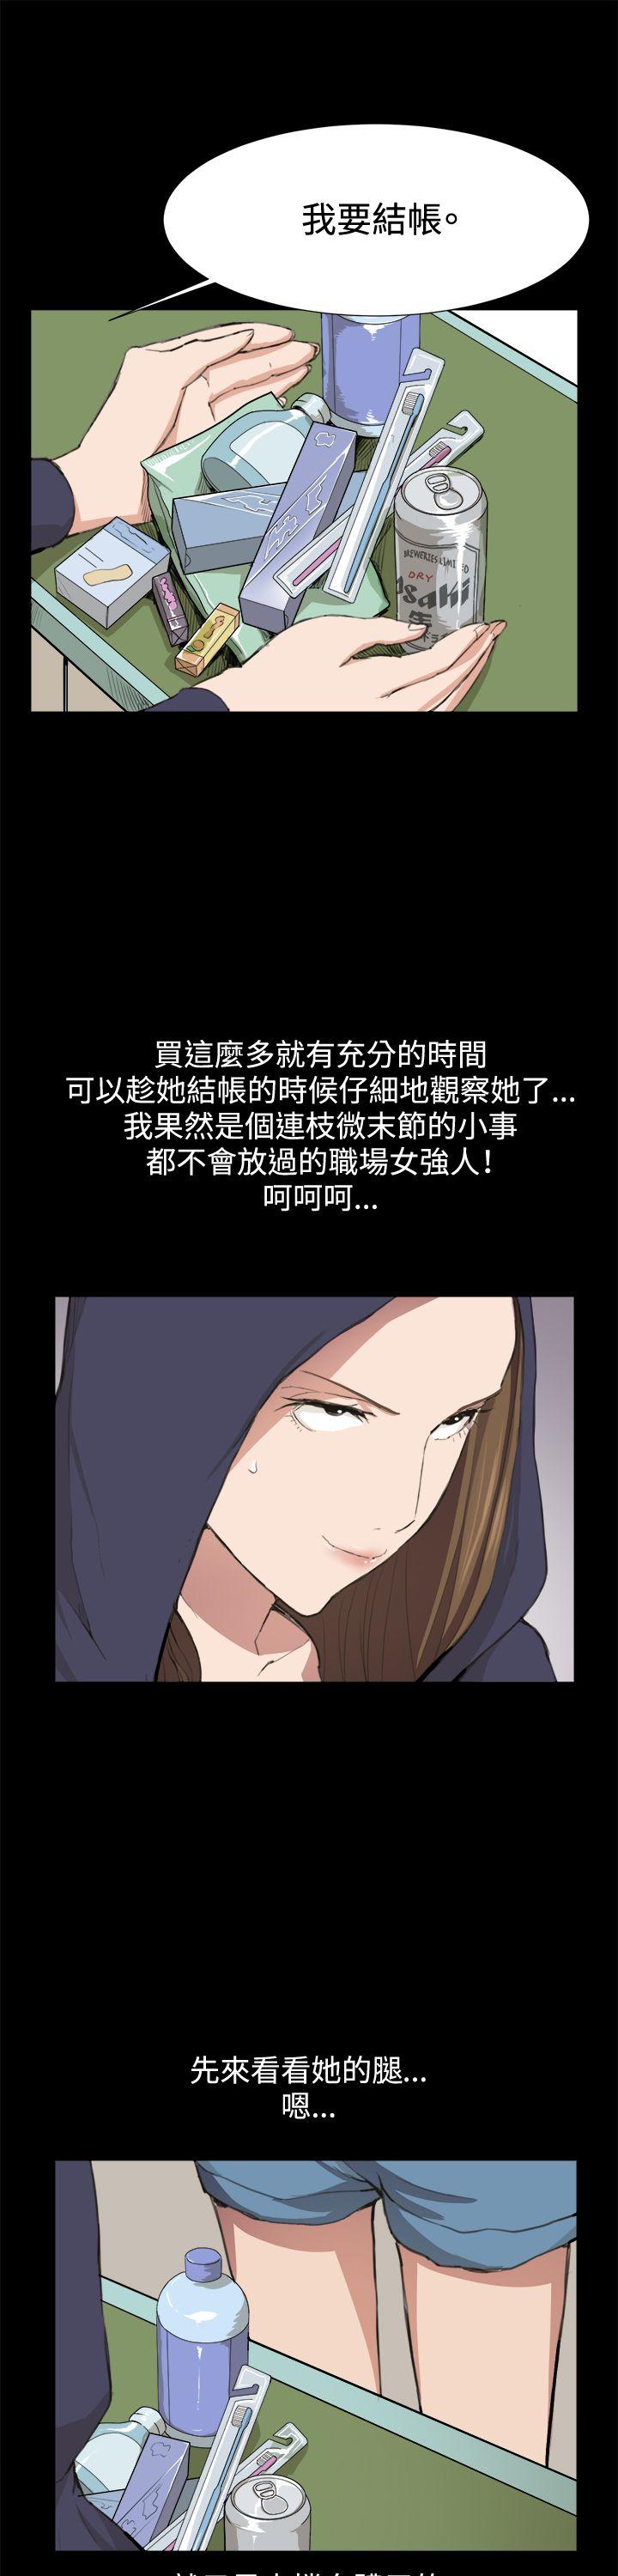 我要結帳。
BREWERIES LIMITED
DRY
Asahi
買這麼多就有充分的時間
可以趁她結帳的時候仔細地觀察她了...
我果然是個連枝微末節的小事
都不會放過的職場女強人!
呵呵呵...
先來看看她的腿...
嗯...